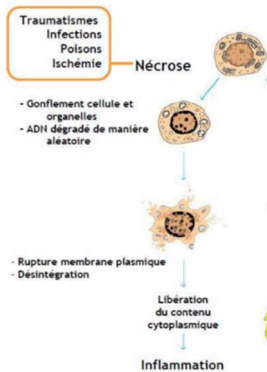 Traumatismes
Infections
Poisons
Ischémie
Nécrose
- Gonflement cellule et
organelles
- ADN dégradé de manière
aléatoire
- Rupture membrane plasmique
- Désintégration
Libération
du contenu
cytoplasmique
Inflammation